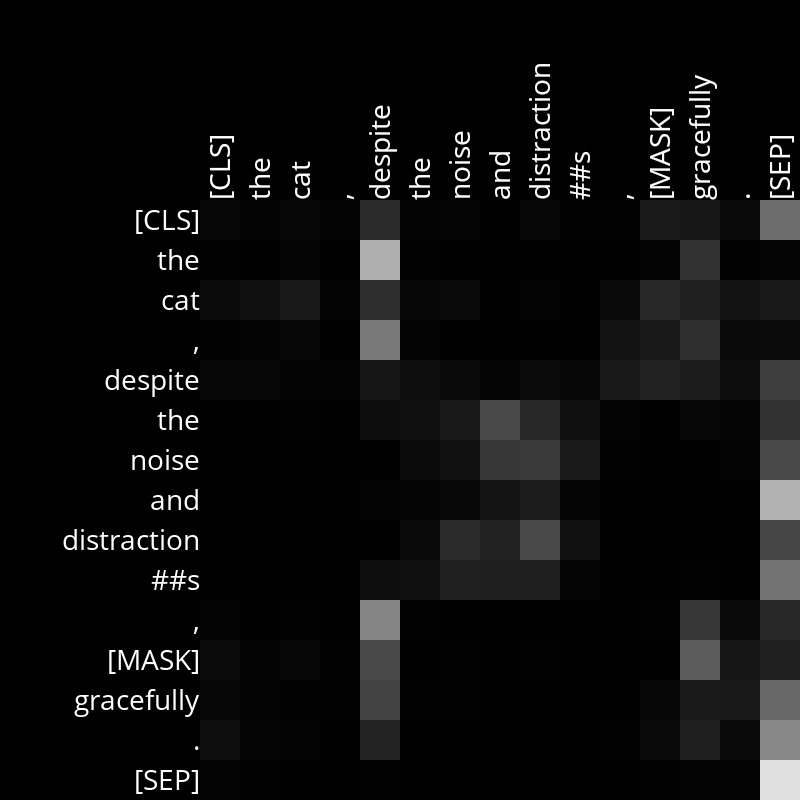 [CLS] the cat , despite the noise and distraction ##s , [MASK] gracefully . [SEP]
[CLS]
the
cat
,
despite
the
noise
and
distraction
##s
,
[MASK]
gracefully
.
[SEP]